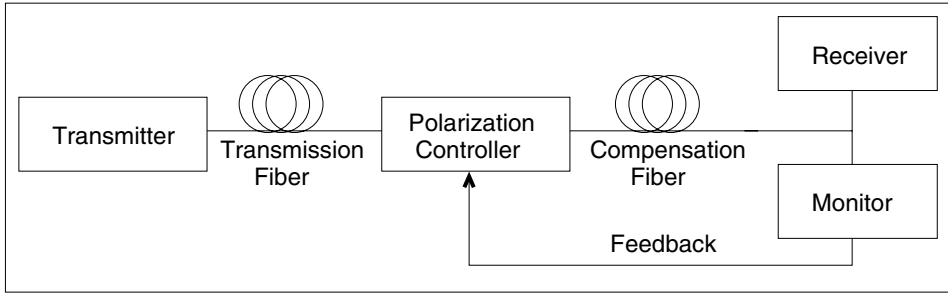 Receiver
Transmitter
Transmission
Fiber
Polarization
Controller
Compensation
Fiber
Monitor
Feedback